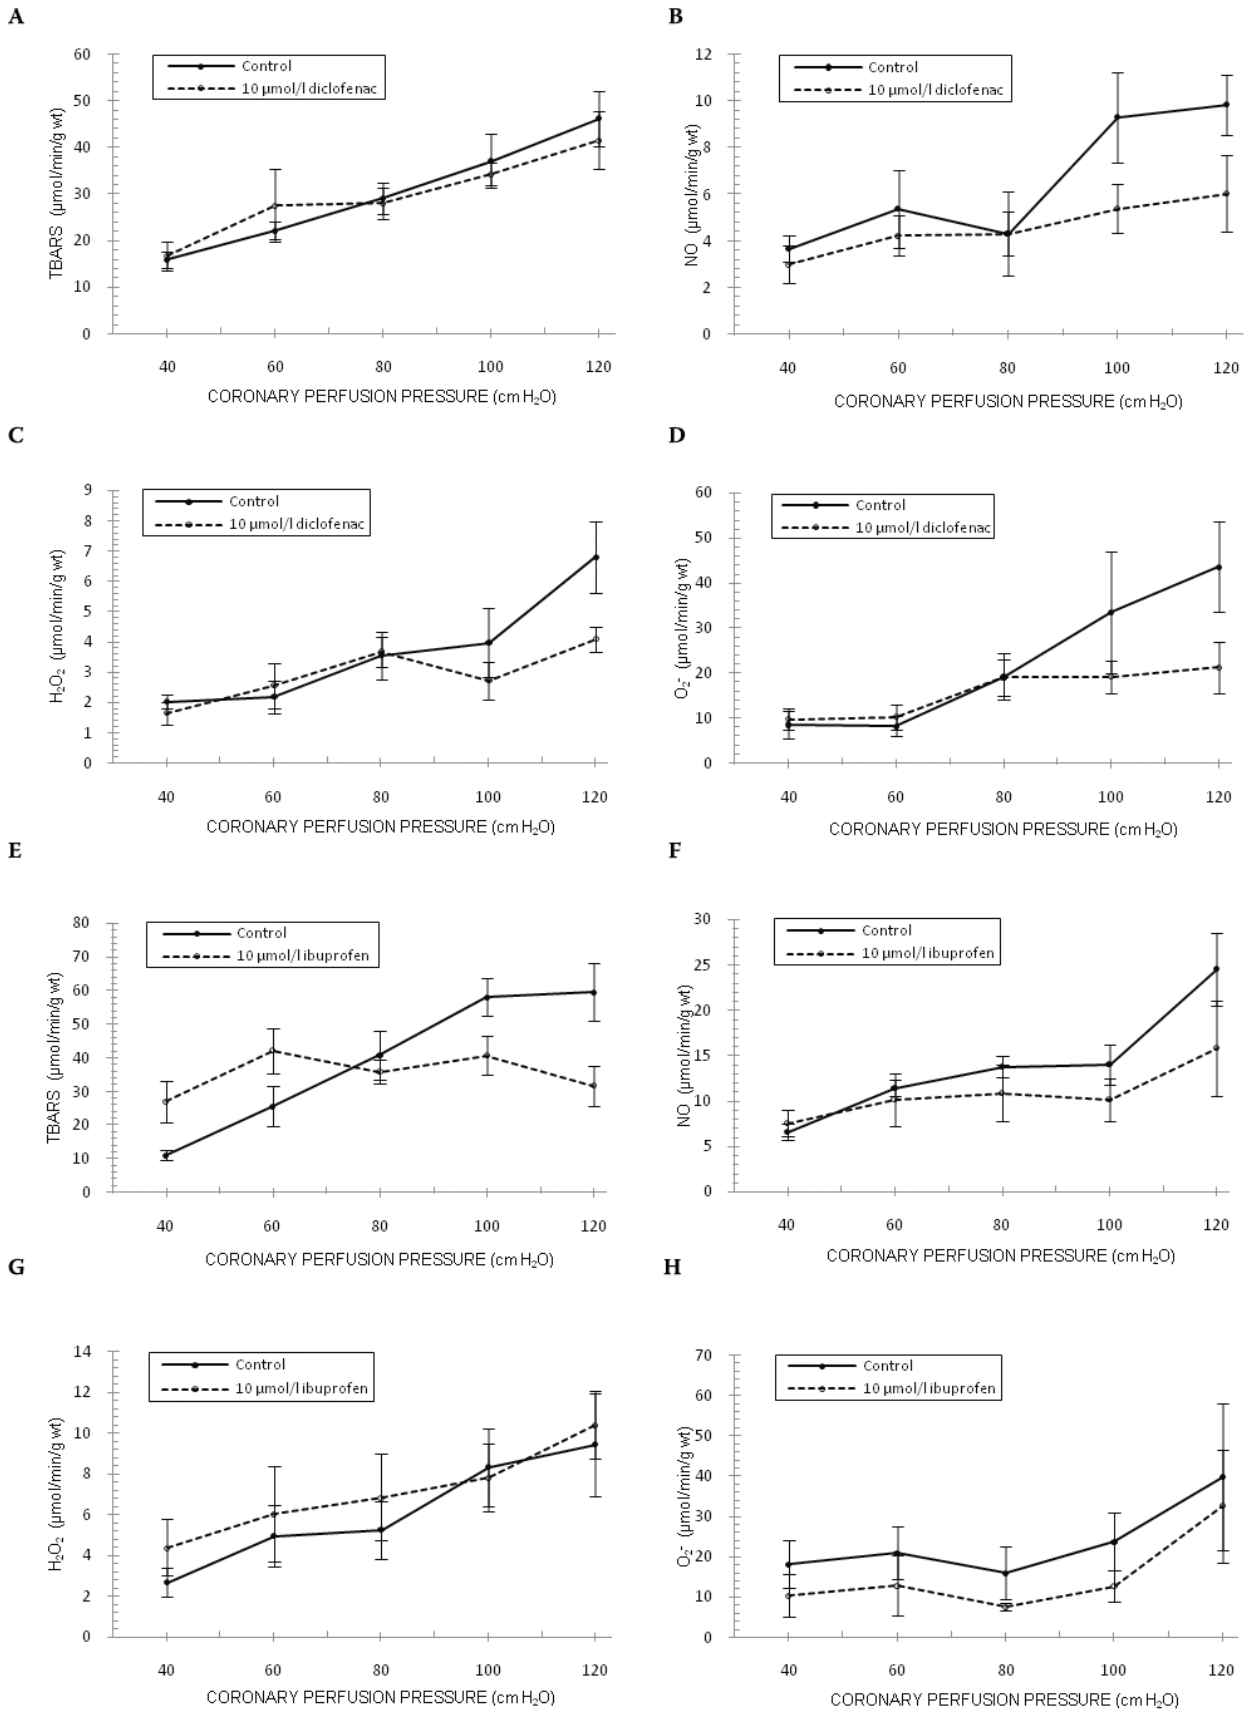 A
60
50
40
30
20
10
0
TBARS (µmol/min/g wt)
Control
10 µmol/l diclofenac
40 60 80 100 120
CORONARY PERFUSION PRESSURE (cm H₂O)
B
12
10
8
6
4
2
0
NO (µmol/min/g wt)
Control
10 µmol/l diclofenac
40 60 80 100 120
CORONARY PERFUSION PRESSURE (cm H₂O)
C
9
8
7
6
5
4
3
2
1
0
H₂O₂ (µmol/min/g wt)
Control
10 µmol/l diclofenac
40 60 80 100 120
CORONARY PERFUSION PRESSURE (cm H₂O)
D
60
50
40
30
20
10
0
O₂⁻ (µmol/min/g wt)
Control
10 µmol/l diclofenac
40 60 80 100 120
CORONARY PERFUSION PRESSURE (cm H₂O)
E
80
70
60
50
40
30
20
10
0
TBARS (µmol/min/g wt)
Control
10 µmol/l ibuprofen
40 60 80 100 120
CORONARY PERFUSION PRESSURE (cm H₂O)
F
30
25
20
15
10
5
0
NO (µmol/min/g wt)
Control
10 µmol/l ibuprofen
40 60 80 100 120
CORONARY PERFUSION PRESSURE (cm H₂O)
G
14
12
10
8
6
4
2
0
H₂O₂ (µmol/min/g wt)
Control
10 µmol/l ibuprofen
40 60 80 100 120
CORONARY PERFUSION PRESSURE (cm H₂O)
H
70
60
50
40
30
20
10
0
O₂⁻ (µmol/min/g wt)
Control
10 µmol/l ibuprofen
40 60 80 100 120
CORONARY PERFUSION PRESSURE (cm H₂O)